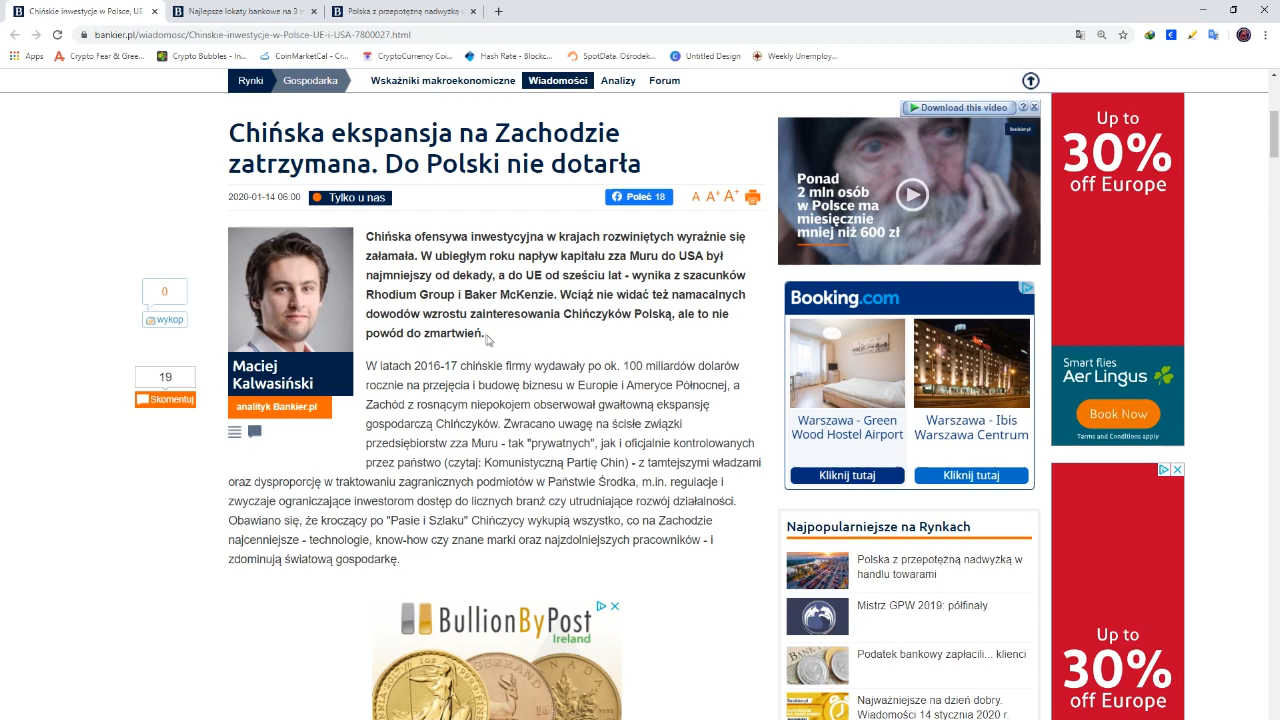 Chińskie inwestycje w Polsce, UE
Najlepsze lokaty bankowe na 3 m
Polska z przepotężną nadwyżką w
bankier.pl/wiadomosc/Chinskie-inwestycje-w-Polsce-UE-i-USA-7800027.html
Apps
Crypto Fear & Gree...
Crypto Bubbles - In...
CoinMarketCal - Cr...
CryptoCurrency Coi...
Hash Rate - Blockc...
SpotData. Ośrodek...
Untitled Design
Weekly Unemploy...
Rynki
Gospodarka
Wskaźniki makroekonomiczne
Wiadomości
Analizy
Forum
Chińska ekspansja na Zachodzie
zatrzymana. Do Polski nie dotarła
2020-01-14 06:00
Tylko u nas
Poleć 18
A A+ A+
Chińska ofensywa inwestycyjna w krajach rozwiniętych wyraźnie się
załamała. W ubiegłym roku napływ kapitału zza Muru do USA był
najmniejszy od dekady, a do UE od sześciu lat - wynika z szacunków
Rhodium Group i Baker McKenzie. Wciąż nie widać też namacalnych
dowodów wzrostu zainteresowania Chińczyków Polską, ale to nie
powód do zmartwień.
0
wykop
19
Skomentuj
Maciej
Kalwasiński
analityk Bankier.pl
W latach 2016-17 chińskie firmy wydawały po ok. 100 miliardów dolarów
rocznie na przejęcia i budowę biznesu w Europie i Ameryce Północnej, a
Zachód z rosnącym niepokojem obserwował gwałtowną ekspansję
gospodarczą Chińczyków. Zwracano uwagę na ścisłe związki
przedsiębiorstw zza Muru - tak "prywatnych", jak i oficjalnie kontrolowanych
przez państwo (czytaj: Komunistyczną Partię Chin) - z tamtejszymi władzami
oraz dysproporcję w traktowaniu zagranicznych podmiotów w Państwie Środka, m.in. regulacje i
zwyczaje ograniczające inwestorom dostęp do licznych branż czy utrudniające rozwój działalności.
Obawiano się, że kroczący po "Pasie i Szlaku" Chińczycy wykupią wszystko, co na Zachodzie
najcenniejsze - technologie, know-how czy znane marki oraz najzdolniejszych pracowników - i
zdominują światową gospodarkę.
BullionByPost
Ireland
Download this video
?
Bankier.pl
Ponad
2 mln osób
w Polsce ma
miesięcznie
mniej niż 600 zł
Booking.com
Warszawa - Green
Wood Hostel Airport
Kliknij tutaj
Warszawa - Ibis
Warszawa Centrum
Kliknij tutaj
Najpopularniejsze na Rynkach
Polska z przepotężną nadwyżką w
handlu towarami
Mistrz GPW 2019: półfinały
Podatek bankowy zapłacili... klienci
Najważniejsze na dzień dobry.
Wiadomości 14 stycznia 2020 r.
Up to
30%
off Europe
Smart flies
Aer Lingus
Book Now
Terms and Conditions apply
Up to
30%
off Europe